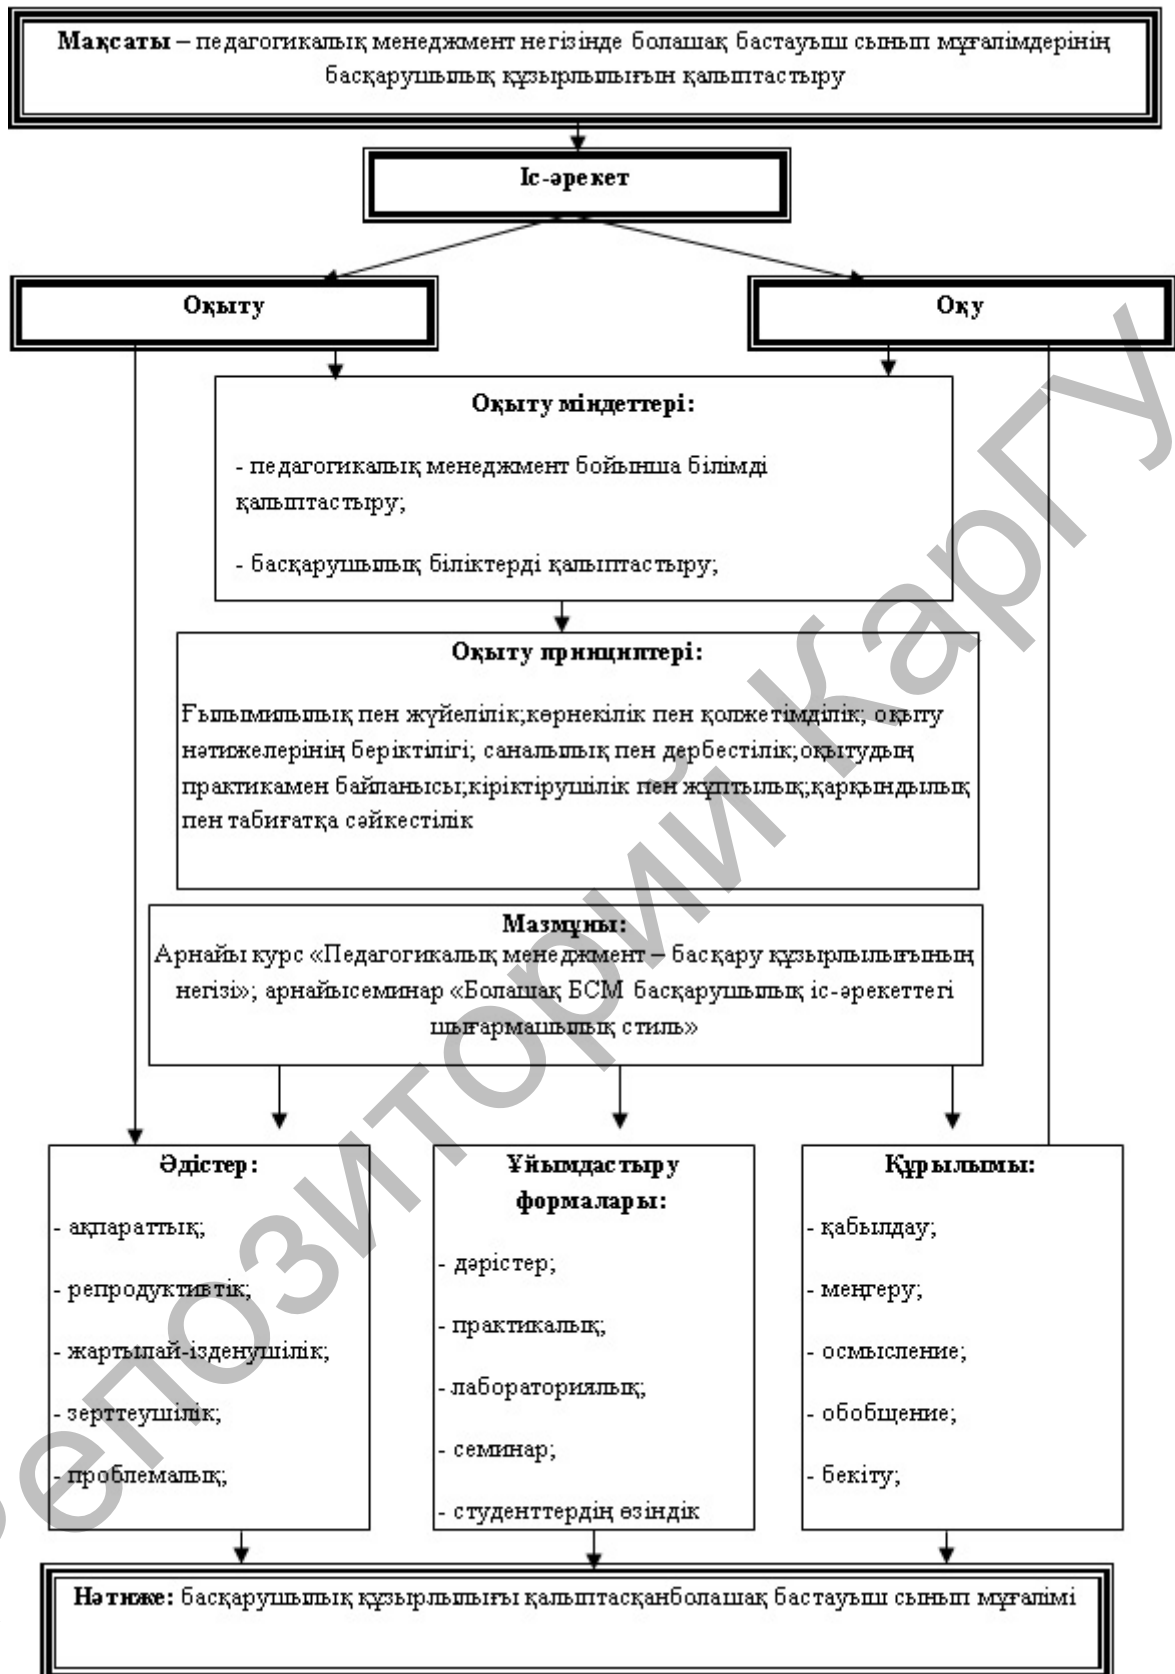 Мақсаты – педагогикалық менеджмент негізінде болашақ бастауыш сынып мұғалімдерінің
басқарушылық құзырлылығын қалыптастыру
Іс-әрекет
Оқыту
Оқу
Оқыту міндеттері:
- педагогикалық менеджмент бойынша білімді
қалыптастыру;
- басқарушылық біліктерді қалыптастыру;
Оқыту принциптері:
Ғылымилылық пен жүйелілік;көрнекілік пен қолжетімділік; оқыту
нәтижелерінің беріктілігі; саналылық пен дербестілік;оқытудың
практикамен байланысы;кіріктірушілік пен жұптылық;қарқындылық
пен табиғатқа сәйкестілік
Мазмұны:
Арнайы курс «Педагогикалық менеджмент – басқару құзырлылығының
негізі»; арнайысеминар «Болашақ БСМ басқарушылық іс-әрекеттегі
шығармашылық стиль»
Әдістер:
- ақпараттық;
- репродуктивтік;
- жартылай-ізденушілік;
- зерттеушілік;
- проблемалық;
Ұйымдастыру
формалары:
- дәрістер;
- практикалық;
- лабораториялық;
- семинар;
- студенттердің өзіндік
Құрылымы:
- қабылдау;
- меңгеру;
- осмысление;
- обобщение;
- бекіту;
Нәтиже: басқарушылық құзырлылығы қалыптасқанболашақ бастауыш сынып мұғалімі
Репозиторий КарГУ